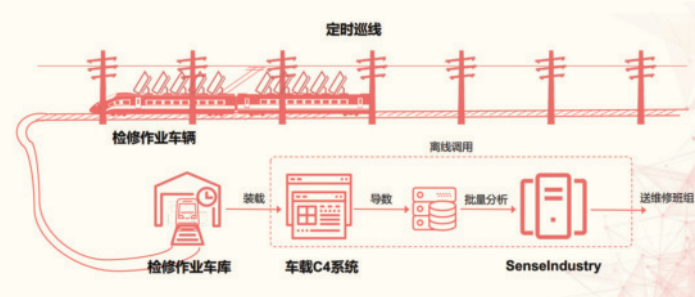 定时巡线
检修作业车辆
离线调用
装载
导数
批量分析
送维修班组
检修作业车库
车载C4系统
SenseIndustry